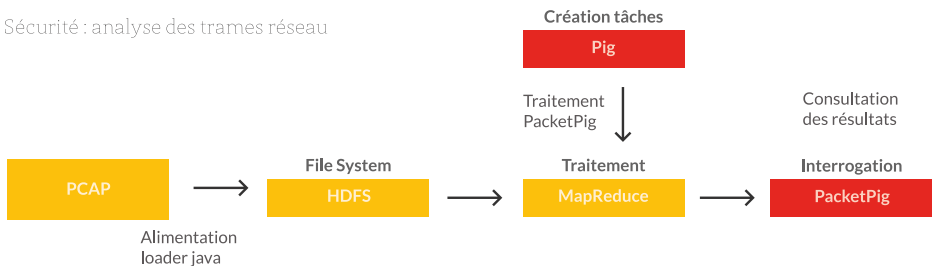 Sécurité : analyse des trames réseau
Création tâches
Pig
Traitement
PacketPig
Consultation
des résultats
PCAP
Alimentation
loader java
File System
HDFS
Traitement
MapReduce
Interrogation
PacketPig